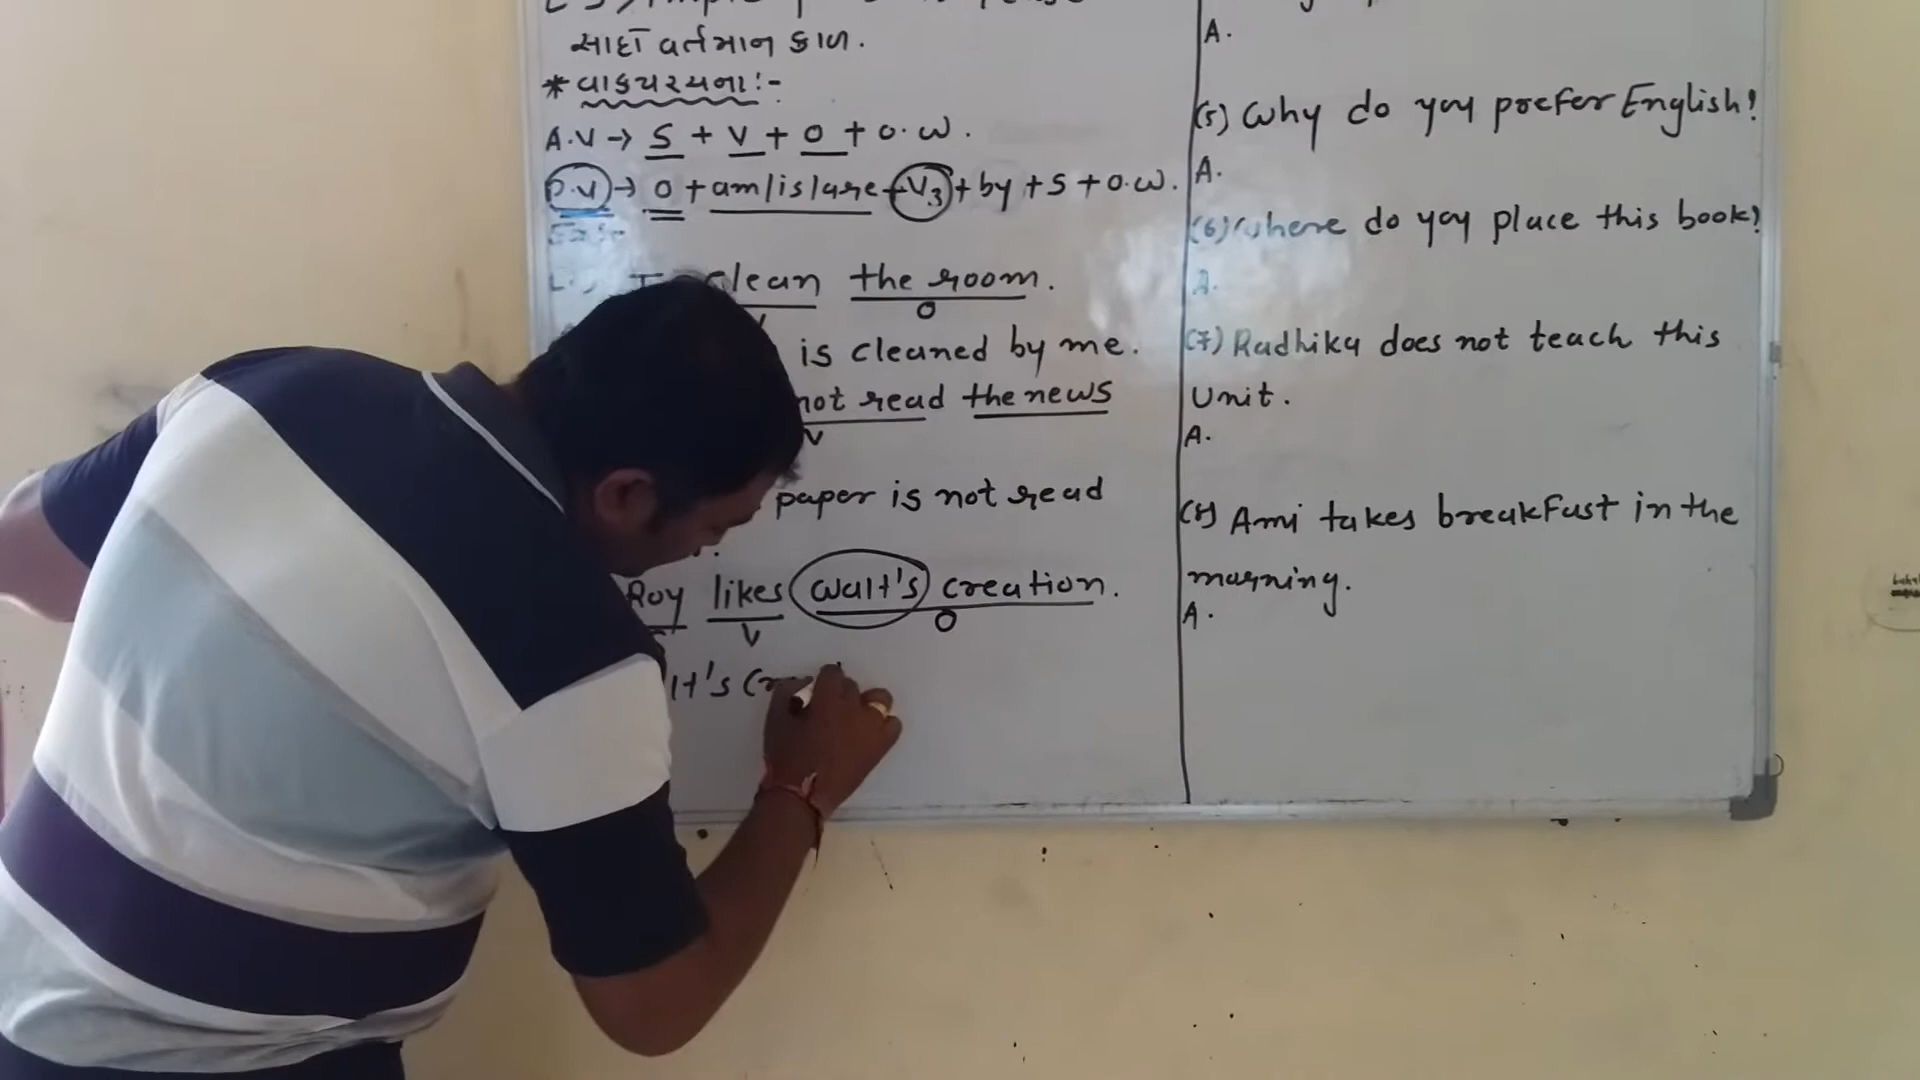 સાદો વર્તમાન કાળ.
* વાકયરચના:-
A.V → S + V + O + O.W.
P.V → O + am/is/are + V3 + by + S + O.W.
Ex:-
I clean the room.
O
is cleaned by me.
not read the news
V
paper is not read
Roy likes Walt's creation.
V O
lt's
A.
(5) Why do you prefer English?
A.
(6) Where do you place this book?
A.
(7) Radhika does not teach this
Unit.
A.
(8) Ami takes breakfast in the
morning.
A.